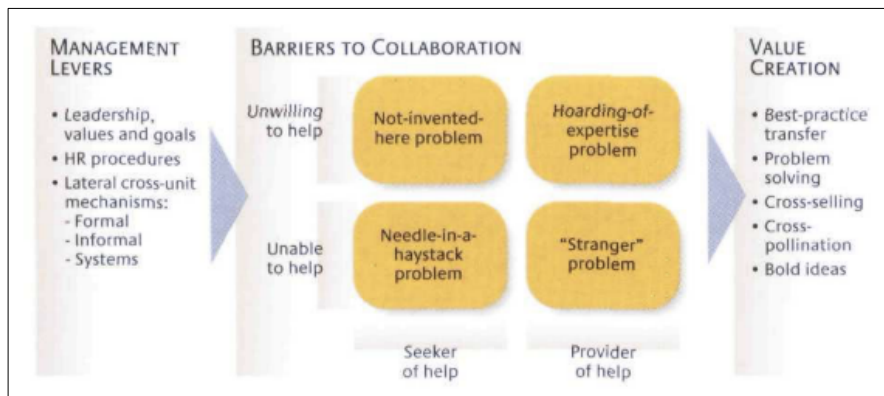 MANAGEMENT
LEVERS
• Leadership,
values and goals
• HR procedures
• Lateral cross-unit
mechanisms:
- Formal
- Informal
- Systems
BARRIERS TO COLLABORATION
Unwilling
to help
Not-invented-
here problem
Hoarding-of-
expertise
problem
Unable
to help
Needle-in-a-
haystack
problem
“Stranger”
problem
Seeker
of help
Provider
of help
VALUE
CREATION
• Best-practice
transfer
• Problem
solving
• Cross-selling
• Cross-
pollination
• Bold ideas